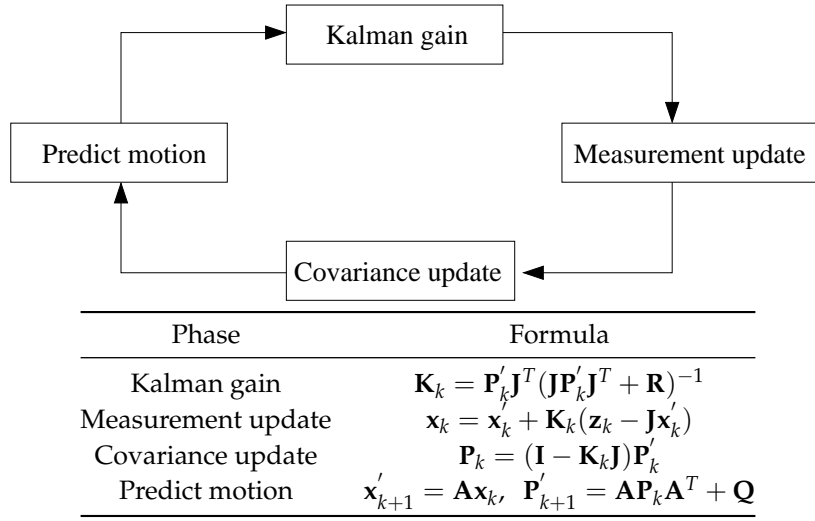 Kalman gain
Predict motion
Measurement update
Covariance update
Phase Formula
Kalman gain K_k = P'_k J^T (J P'_k J^T + R)^{-1}
Measurement update x_k = x'_k + K_k (z_k − J x'_k)
Covariance update P_k = (I − K_k J) P'_k
Predict motion x'_{k+1} = A x_k, P'_{k+1} = A P_k A^T + Q